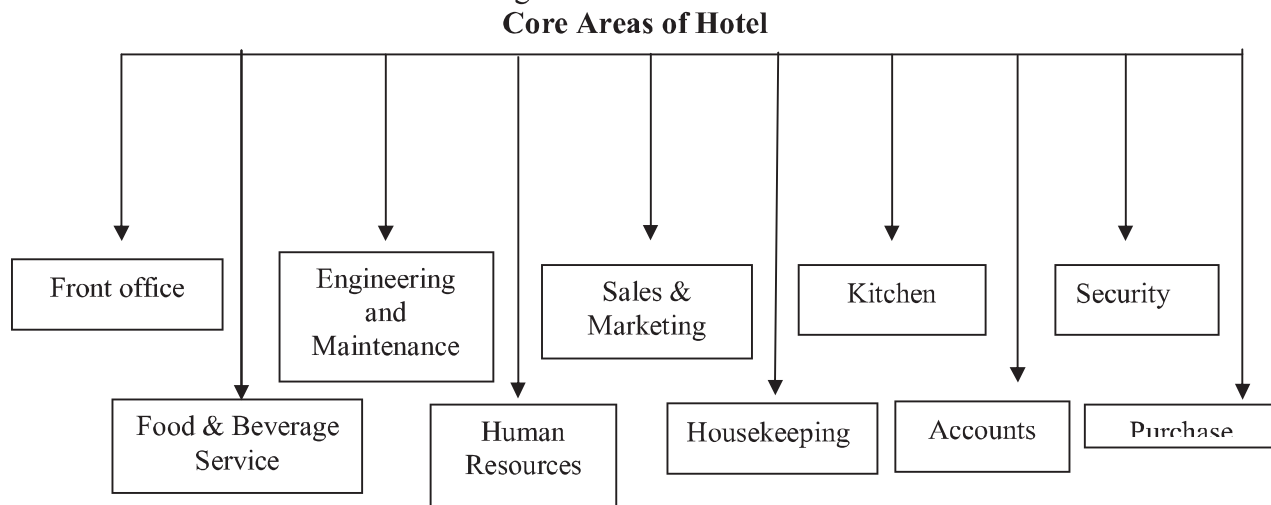 Core Areas of Hotel
Front office
Engineering
and
Maintenance
Sales &
Marketing
Kitchen
Security
Food & Beverage
Service
Human
Resources
Housekeeping
Accounts
Purchase